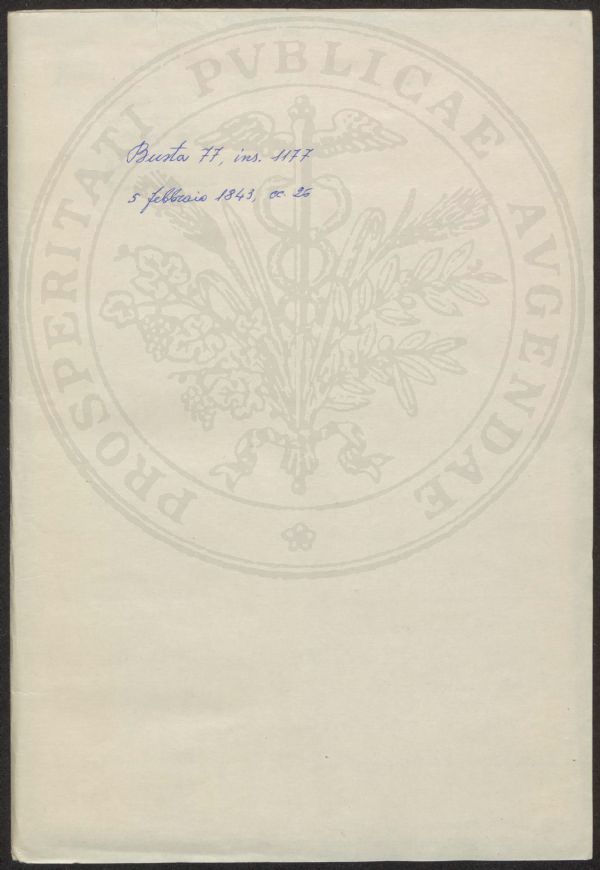 PROSPERITATI PVBLICAE AVGENDAE
Busta 77, ins. 1177
5 febbraio 1843, cc. 26